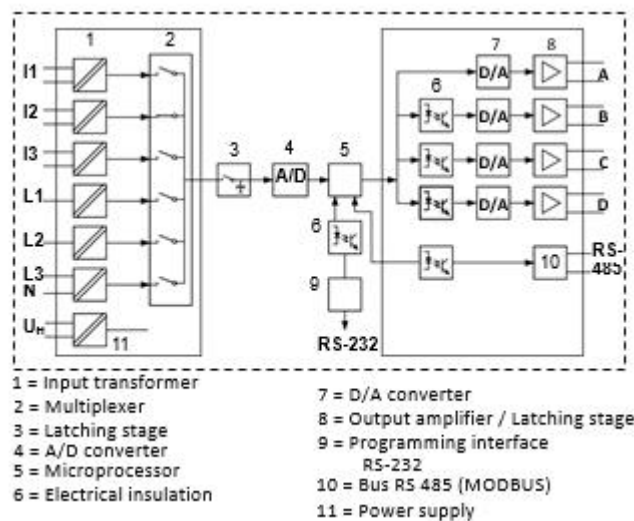 1
2
7
8
I1
D/A
A
6
I2
D/A
B
I3
3
4
5
D/A
C
A/D
L1
D/A
D
L2
6
L3
N
9
10
RS-
485
UH
11
RS-232
1 = Input transformer
2 = Multiplexer
3 = Latching stage
4 = A/D converter
5 = Microprocessor
6 = Electrical insulation
7 = D/A converter
8 = Output amplifier / Latching stage
9 = Programming interface
RS-232
10 = Bus RS 485 (MODBUS)
11 = Power supply